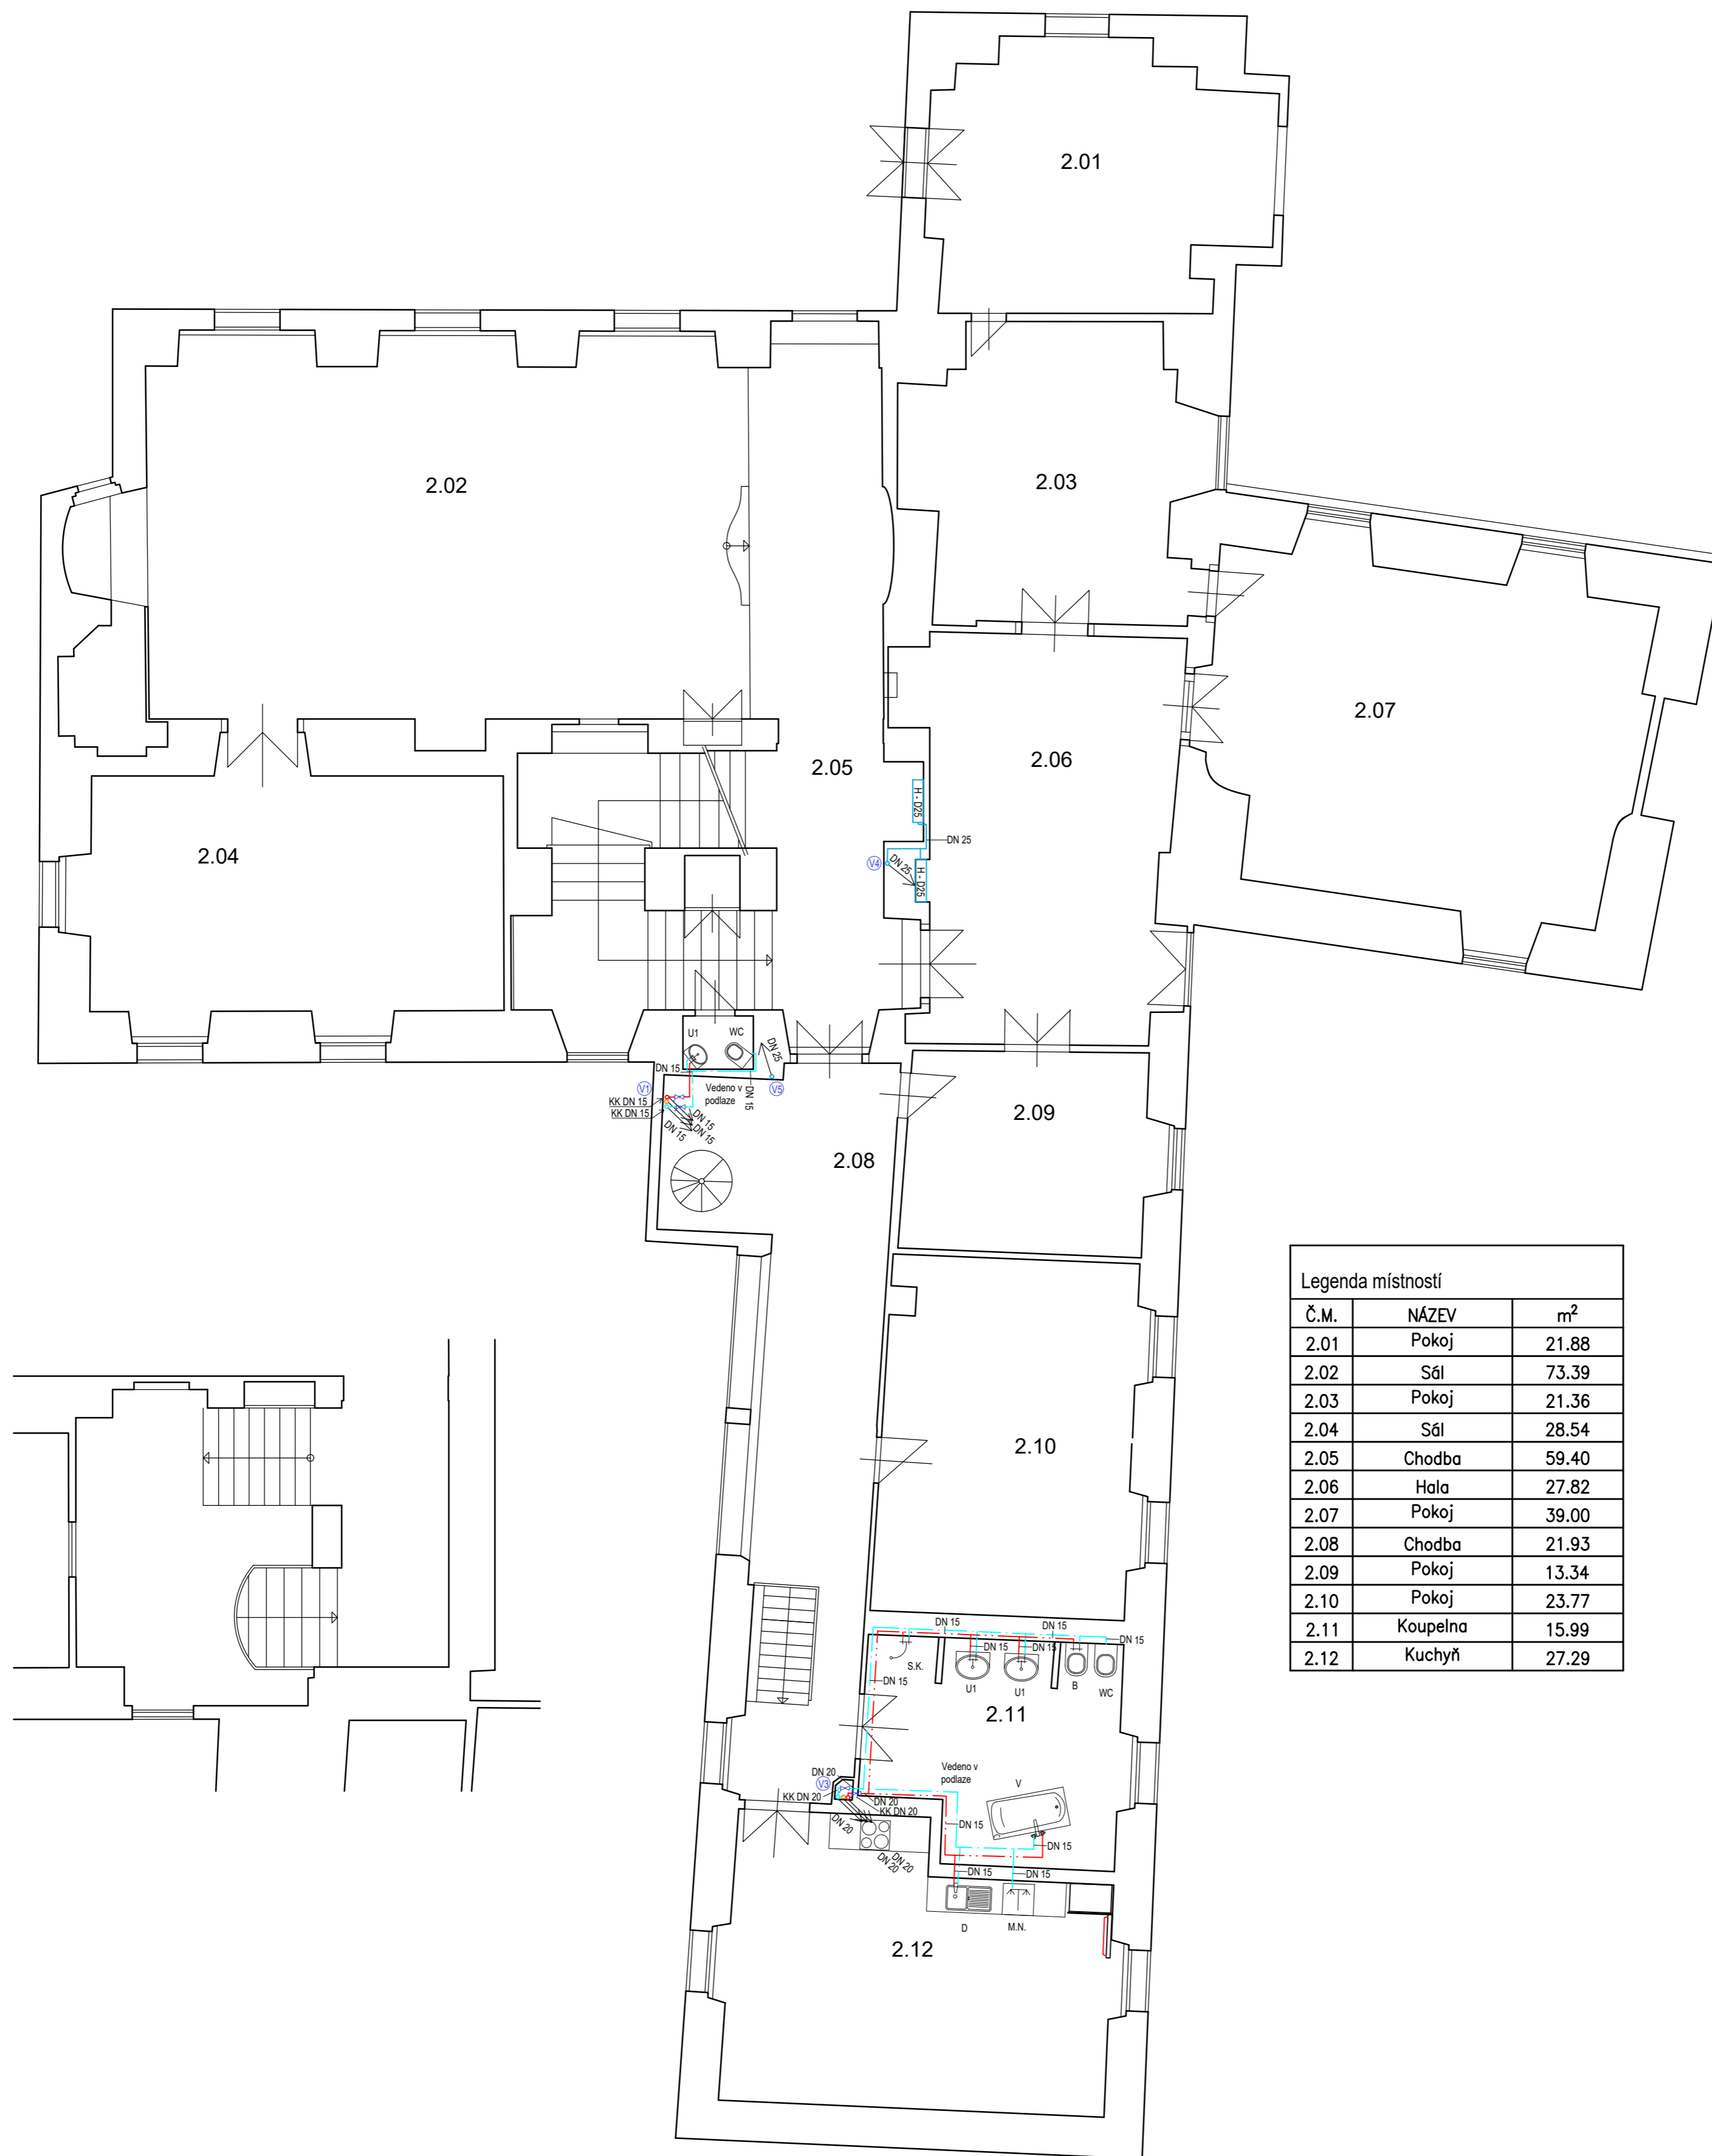 2.01
2.02
2.03
2.07
2.06
2.05
2.04
H - D25
DN 25
V4
DN 25
H - D25
U1
WC
DN 25
DN 15
V1
Vedeno v
podlaze
DN 15
V5
KK DN 15
KK DN 15
DN 15
DN 15
DN 15
2.09
2.08
2.10
Legenda místností
Č.M. NÁZEV m²
2.01 Pokoj 21.88
2.02 Sál 73.39
2.03 Pokoj 21.36
2.04 Sál 28.54
2.05 Chodba 59.40
2.06 Hala 27.82
2.07 Pokoj 39.00
2.08 Chodba 21.93
2.09 Pokoj 13.34
2.10 Pokoj 23.77
2.11 Koupelna 15.99
2.12 Kuchyň 27.29
DN 15
DN 15
DN 15
DN 15
DN 15
S.K.
DN 15
U1
U1
B
WC
2.11
Vedeno v
podlaze
V
DN 20
V3
KK DN 20
DN 20
KK DN 20
DN 20
DN 15
DN 15
DN 20
DN 20
DN 15
DN 15
D
M.N.
2.12